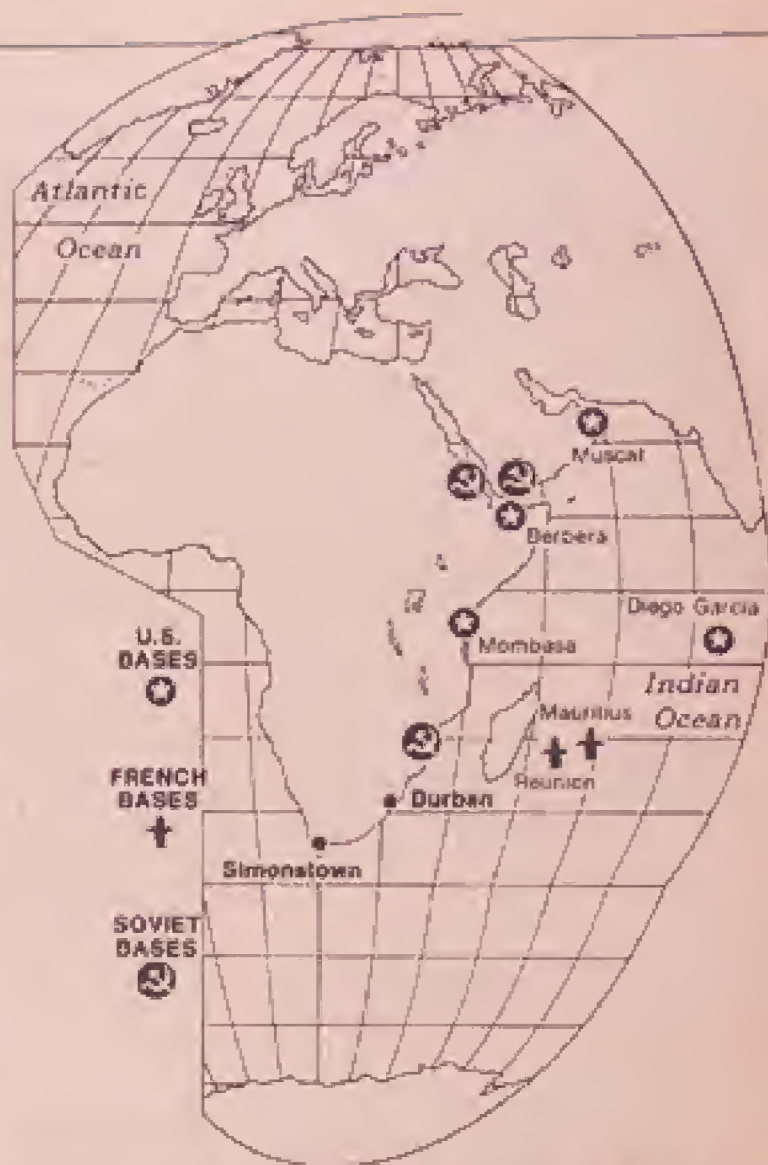 Atlantic
Ocean
Muscat
Berbera
Diego Garcia
U.S.
BASES
Mombasa
Indian
Ocean
Mauritius
Reunion
FRENCH
BASES
Durban
Simonstown
SOVIET
BASES